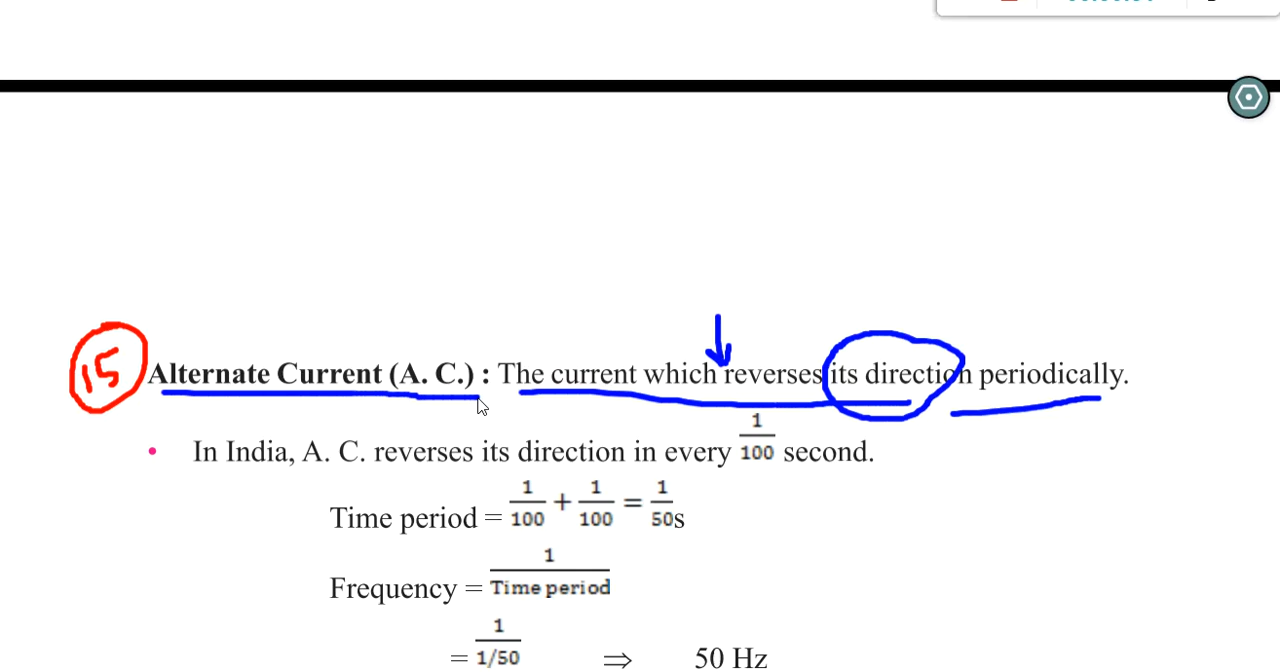 15 Alternate Current (A. C.) : The current which reverses its direction periodically.
• In India, A. C. reverses its direction in every 1/100 second.
Time period = 1/100 + 1/100 = 1/50 s
Frequency = 1/Time period
= 1/1/50 ⇒ 50 Hz